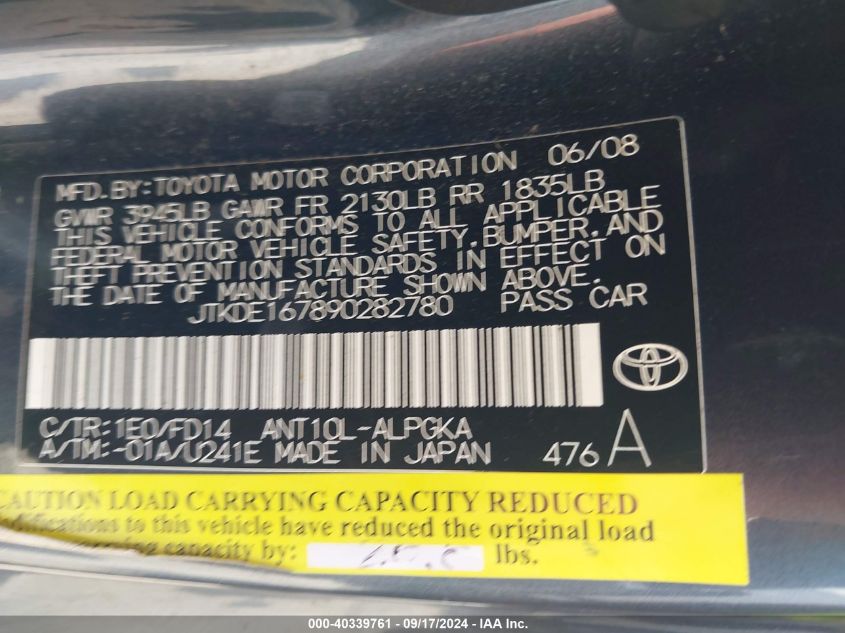 MFD. BY: TOYOTA MOTOR CORPORATION 06/08
GVWR 3945LB GAWR FR 2130LB RR 1835LB
THIS VEHICLE CONFORMS TO ALL APPLICABLE
FEDERAL MOTOR VEHICLE SAFETY, BUMPER, AND
THEFT PREVENTION STANDARDS IN EFFECT ON
THE DATE OF MANUFACTURE SHOWN ABOVE.
JTKDE167890282780 PASS CAR
C/TR: 1E0/FD14 ANT10L-ALPGKA
A/TM: -01A/U241E MADE IN JAPAN 476 A
CAUTION LOAD CARRYING CAPACITY REDUCED
to this vehicle have reduced the original load
capacity by: lbs.
000-40339761 - 09/17/2024 - IAA Inc.